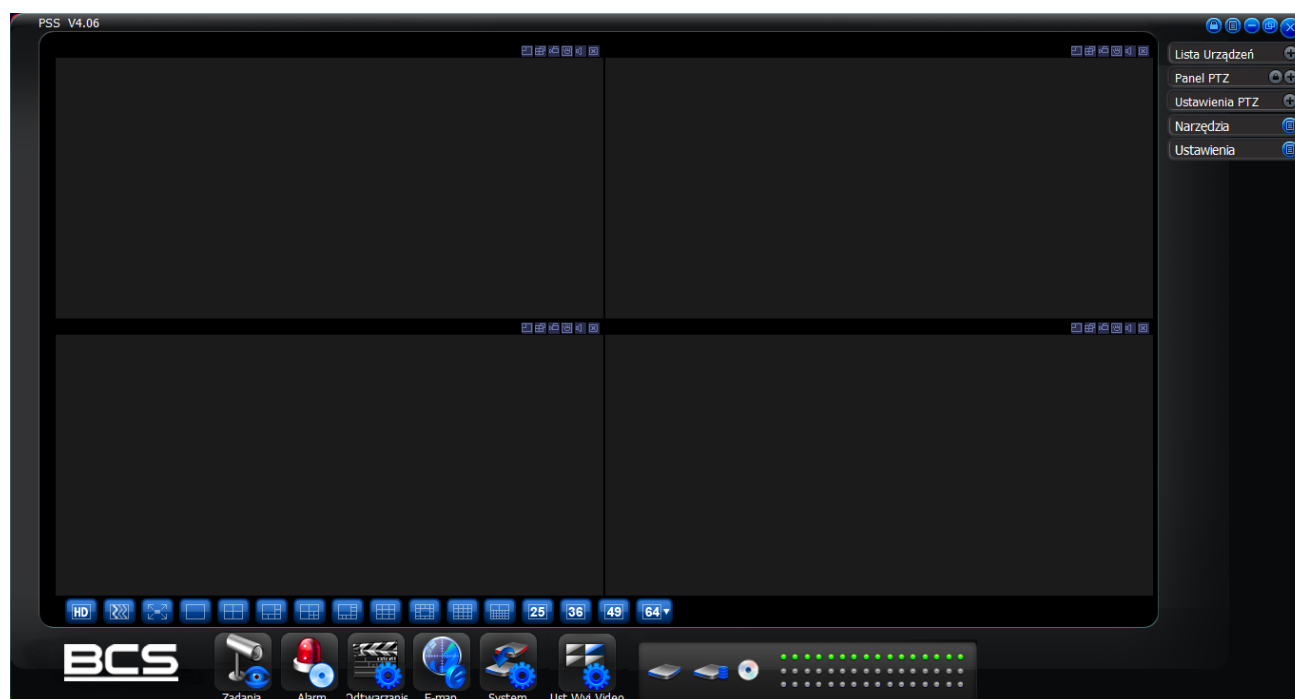 PSS V4.06
Lista Urządzeń
Panel PTZ
Ustawienia PTZ
Narzędzia
Ustawienia
HD 25 36 49 64
BCS
Zadania Alarm Odtwarzanie E-map System Ust.Wyj.Video